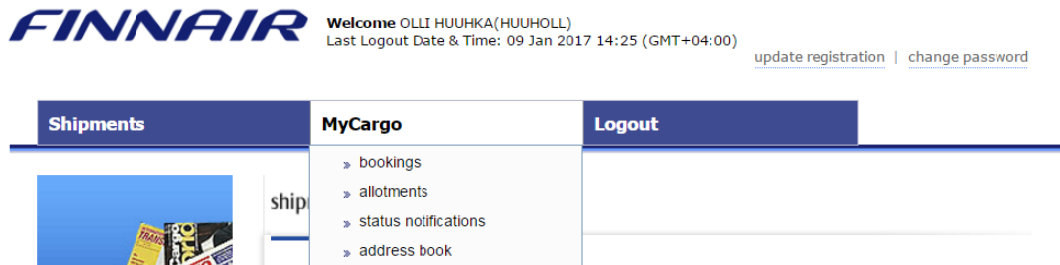 FINNAIR
Welcome OLLI HUUHKA(HUUHOLL)
Last Logout Date & Time: 09 Jan 2017 14:25 (GMT+04:00)
update registration | change password
Shipments MyCargo Logout
» bookings
» allotments
» status notifications
» address book